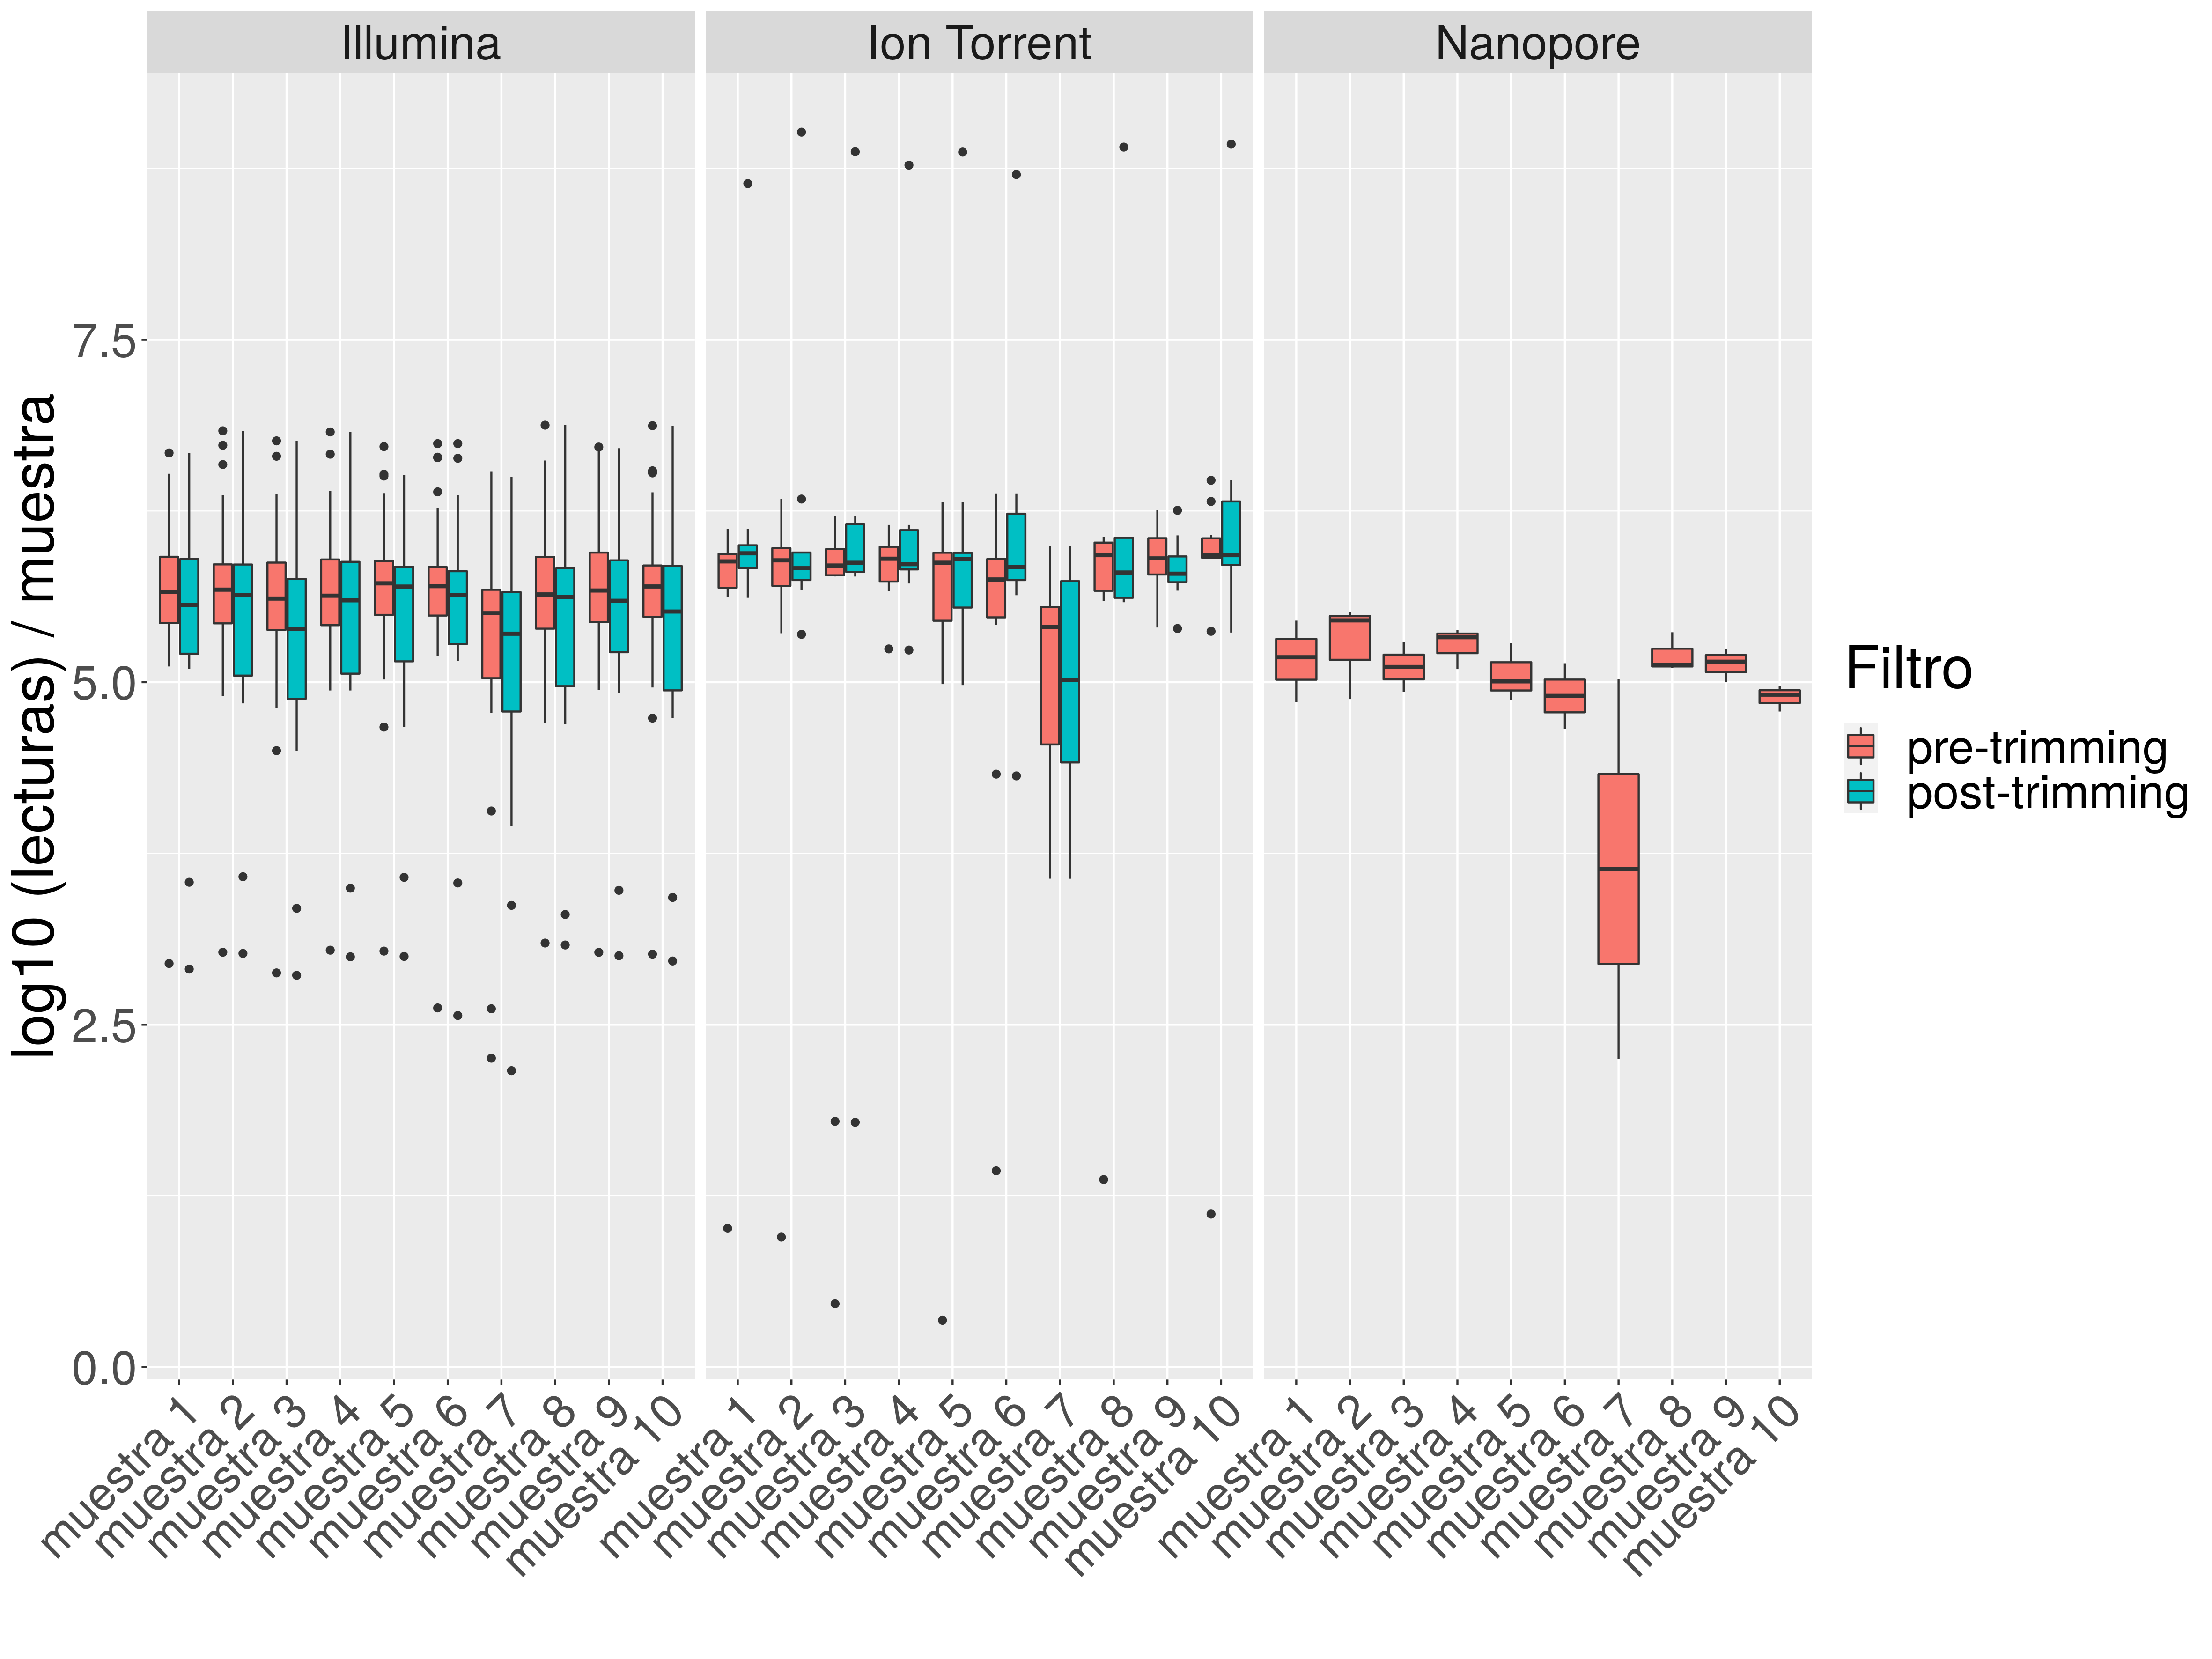 Illumina
Ion Torrent
Nanopore
log10 (lecturas) / muestra
7.5
5.0
2.5
0.0
muestra 1
muestra 2
muestra 3
muestra 4
muestra 5
muestra 6
muestra 7
muestra 8
muestra 9
muestra 10
muestra 1
muestra 2
muestra 3
muestra 4
muestra 5
muestra 6
muestra 7
muestra 8
muestra 9
muestra 10
muestra 1
muestra 2
muestra 3
muestra 4
muestra 5
muestra 6
muestra 7
muestra 8
muestra 9
muestra 10
Filtro
pre-trimming
post-trimming